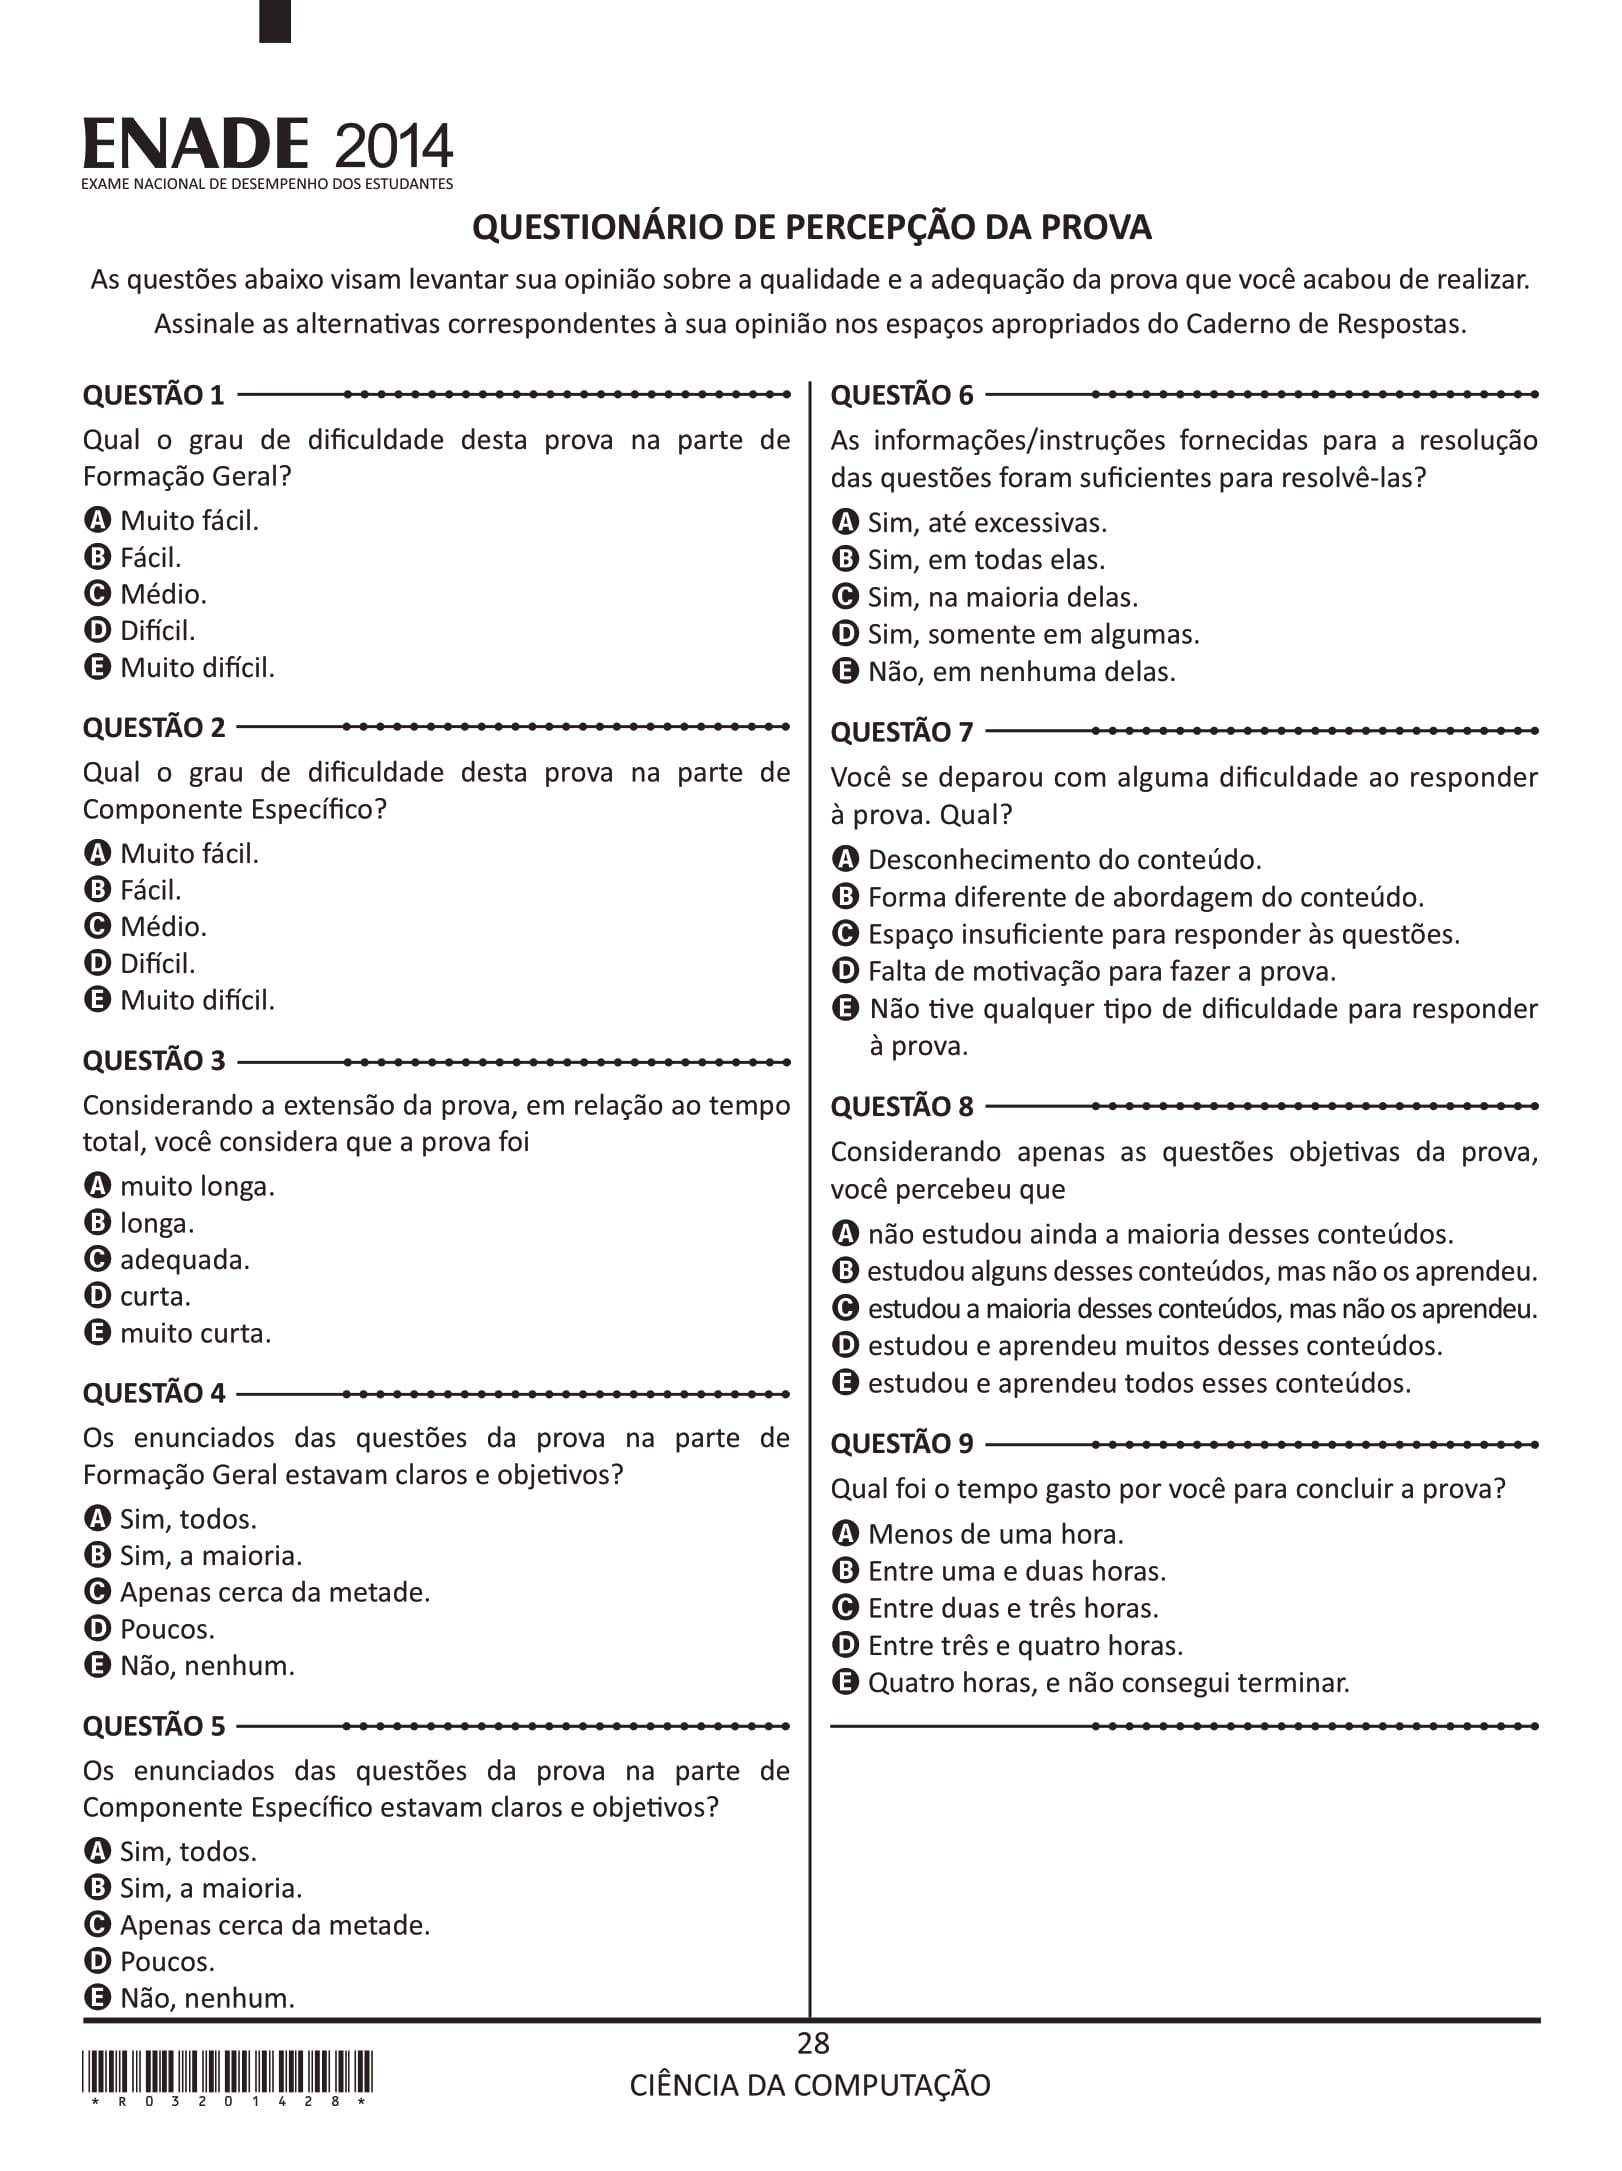 ENADE 2014
EXAME NACIONAL DE DESEMPENHO DOS ESTUDANTES
QUESTIONÁRIO DE PERCEPÇÃO DA PROVA
As questões abaixo visam levantar sua opinião sobre a qualidade e a adequação da prova que você acabou de realizar.
Assinale as alternativas correspondentes à sua opinião nos espaços apropriados do Caderno de Respostas.
QUESTÃO 1
Qual o grau de dificuldade desta prova na parte de
Formação Geral?
A Muito fácil.
B Fácil.
C Médio.
D Difícil.
E Muito difícil.
QUESTÃO 2
Qual o grau de dificuldade desta prova na parte de
Componente Específico?
A Muito fácil.
B Fácil.
C Médio.
D Difícil.
E Muito difícil.
QUESTÃO 3
Considerando a extensão da prova, em relação ao tempo
total, você considera que a prova foi
A muito longa.
B longa.
C adequada.
D curta.
E muito curta.
QUESTÃO 4
Os enunciados das questões da prova na parte de
Formação Geral estavam claros e objetivos?
A Sim, todos.
B Sim, a maioria.
C Apenas cerca da metade.
D Poucos.
E Não, nenhum.
QUESTÃO 5
Os enunciados das questões da prova na parte de
Componente Específico estavam claros e objetivos?
A Sim, todos.
B Sim, a maioria.
C Apenas cerca da metade.
D Poucos.
E Não, nenhum.
QUESTÃO 6
As informações/instruções fornecidas para a resolução
das questões foram suficientes para resolvê-las?
A Sim, até excessivas.
B Sim, em todas elas.
C Sim, na maioria delas.
D Sim, somente em algumas.
E Não, em nenhuma delas.
QUESTÃO 7
Você se deparou com alguma dificuldade ao responder
à prova. Qual?
A Desconhecimento do conteúdo.
B Forma diferente de abordagem do conteúdo.
C Espaço insuficiente para responder às questões.
D Falta de motivação para fazer a prova.
E Não tive qualquer tipo de dificuldade para responder
à prova.
QUESTÃO 8
Considerando apenas as questões objetivas da prova,
você percebeu que
A não estudou ainda a maioria desses conteúdos.
B estudou alguns desses conteúdos, mas não os aprendeu.
C estudou a maioria desses conteúdos, mas não os aprendeu.
D estudou e aprendeu muitos desses conteúdos.
E estudou e aprendeu todos esses conteúdos.
QUESTÃO 9
Qual foi o tempo gasto por você para concluir a prova?
A Menos de uma hora.
B Entre uma e duas horas.
C Entre duas e três horas.
D Entre três e quatro horas.
E Quatro horas, e não consegui terminar.
28
CIÊNCIA DA COMPUTAÇÃO
* R 0 3 2 0 1 4 2 8 *